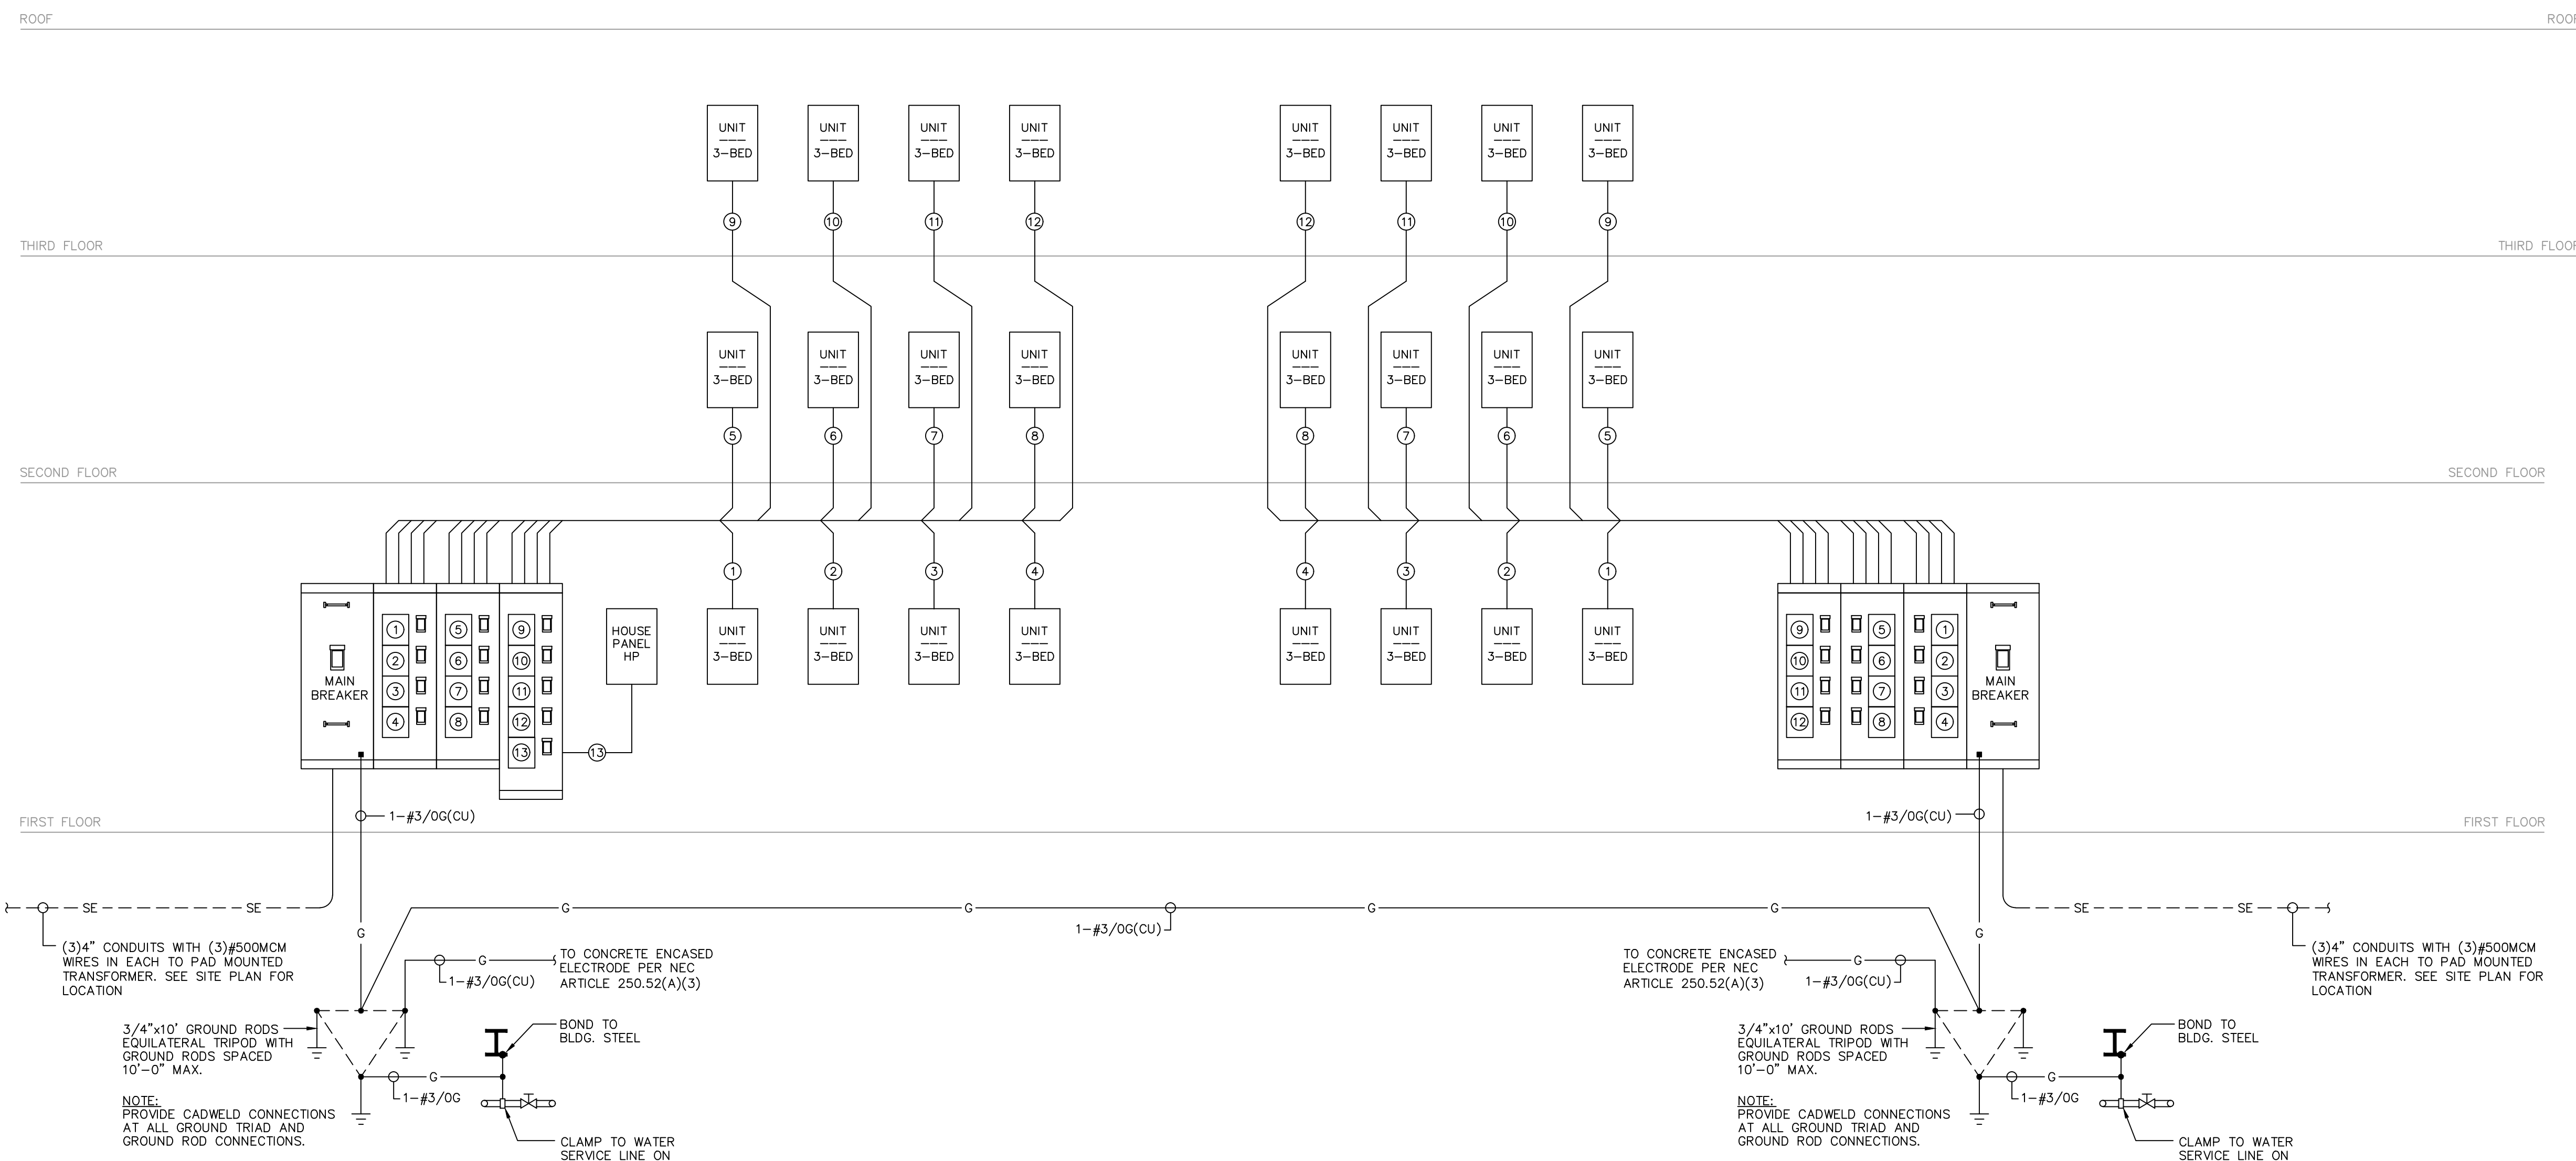 ROOF
ROOF
UNIT
3-BED
UNIT
3-BED
UNIT
3-BED
UNIT
3-BED
UNIT
3-BED
UNIT
3-BED
UNIT
3-BED
UNIT
3-BED
9
10
11
12
12
11
10
9
THIRD FLOOR
THIRD FLOOR
UNIT
3-BED
UNIT
3-BED
UNIT
3-BED
UNIT
3-BED
UNIT
3-BED
UNIT
3-BED
UNIT
3-BED
UNIT
3-BED
5
6
7
8
8
7
6
5
SECOND FLOOR
SECOND FLOOR
1
2
3
4
4
3
2
1
MAIN
BREAKER
1
2
3
4
5
6
7
8
9
10
11
12
13
13
HOUSE
PANEL
HP
UNIT
3-BED
UNIT
3-BED
UNIT
3-BED
UNIT
3-BED
UNIT
3-BED
UNIT
3-BED
UNIT
3-BED
UNIT
3-BED
9
10
11
12
5
6
7
8
1
2
3
4
MAIN
BREAKER
1-#3/0G(CU)
1-#3/0G(CU)
FIRST FLOOR
FIRST FLOOR
SE
SE
G
G
G
G
SE
SE
1-#3/0G(CU)
G
G
(3)4" CONDUITS WITH (3)#500MCM
WIRES IN EACH TO PAD MOUNTED
TRANSFORMER. SEE SITE PLAN FOR
LOCATION
G
1-#3/0G(CU)
TO CONCRETE ENCASED
ELECTRODE PER NEC
ARTICLE 250.52(A)(3)
TO CONCRETE ENCASED
ELECTRODE PER NEC
ARTICLE 250.52(A)(3)
G
1-#3/0G(CU)
(3)4" CONDUITS WITH (3)#500MCM
WIRES IN EACH TO PAD MOUNTED
TRANSFORMER. SEE SITE PLAN FOR
LOCATION
3/4"x10' GROUND RODS
EQUILATERAL TRIPOD WITH
GROUND RODS SPACED
10'-0" MAX.
BOND TO
BLDG. STEEL
G
1-#3/0G
NOTE:
PROVIDE CADWELD CONNECTIONS
AT ALL GROUND TRIAD AND
GROUND ROD CONNECTIONS.
CLAMP TO WATER
SERVICE LINE ON
3/4"x10' GROUND RODS
EQUILATERAL TRIPOD WITH
GROUND RODS SPACED
10'-0" MAX.
BOND TO
BLDG. STEEL
G
1-#3/0G
NOTE:
PROVIDE CADWELD CONNECTIONS
AT ALL GROUND TRIAD AND
GROUND ROD CONNECTIONS.
CLAMP TO WATER
SERVICE LINE ON